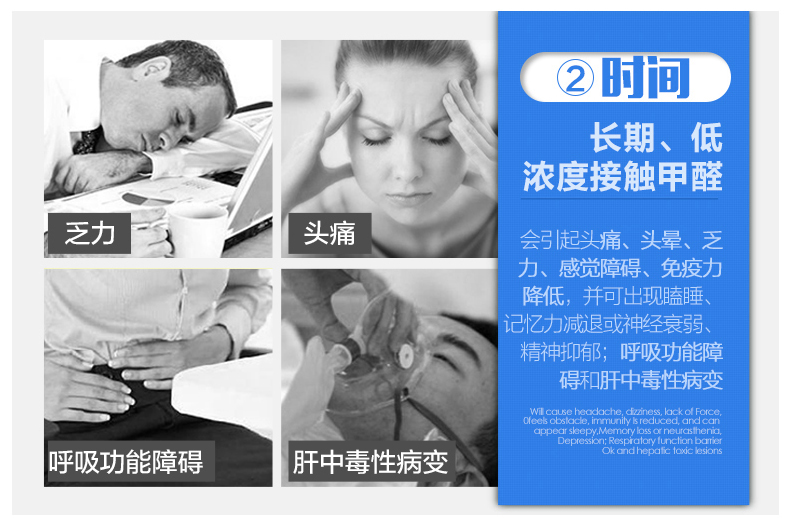 乏力
头痛
呼吸功能障碍
肝中毒性病变
②时间
长期、低
浓度接触甲醛
会引起头痛、头晕、乏
力、感觉障碍、免疫力
降低，并可出现瞌睡、
记忆力减退或神经衰弱、
精神抑郁；呼吸功能障
碍和肝中毒性病变
Will cause headache, dizziness, lack of Force,
0feels obstacle, immunity is reduced, and can
appear sleepy,Memory loss or neurasthenia,
Depression; Respiratory function barrier
Ok and hepatic toxic lesions